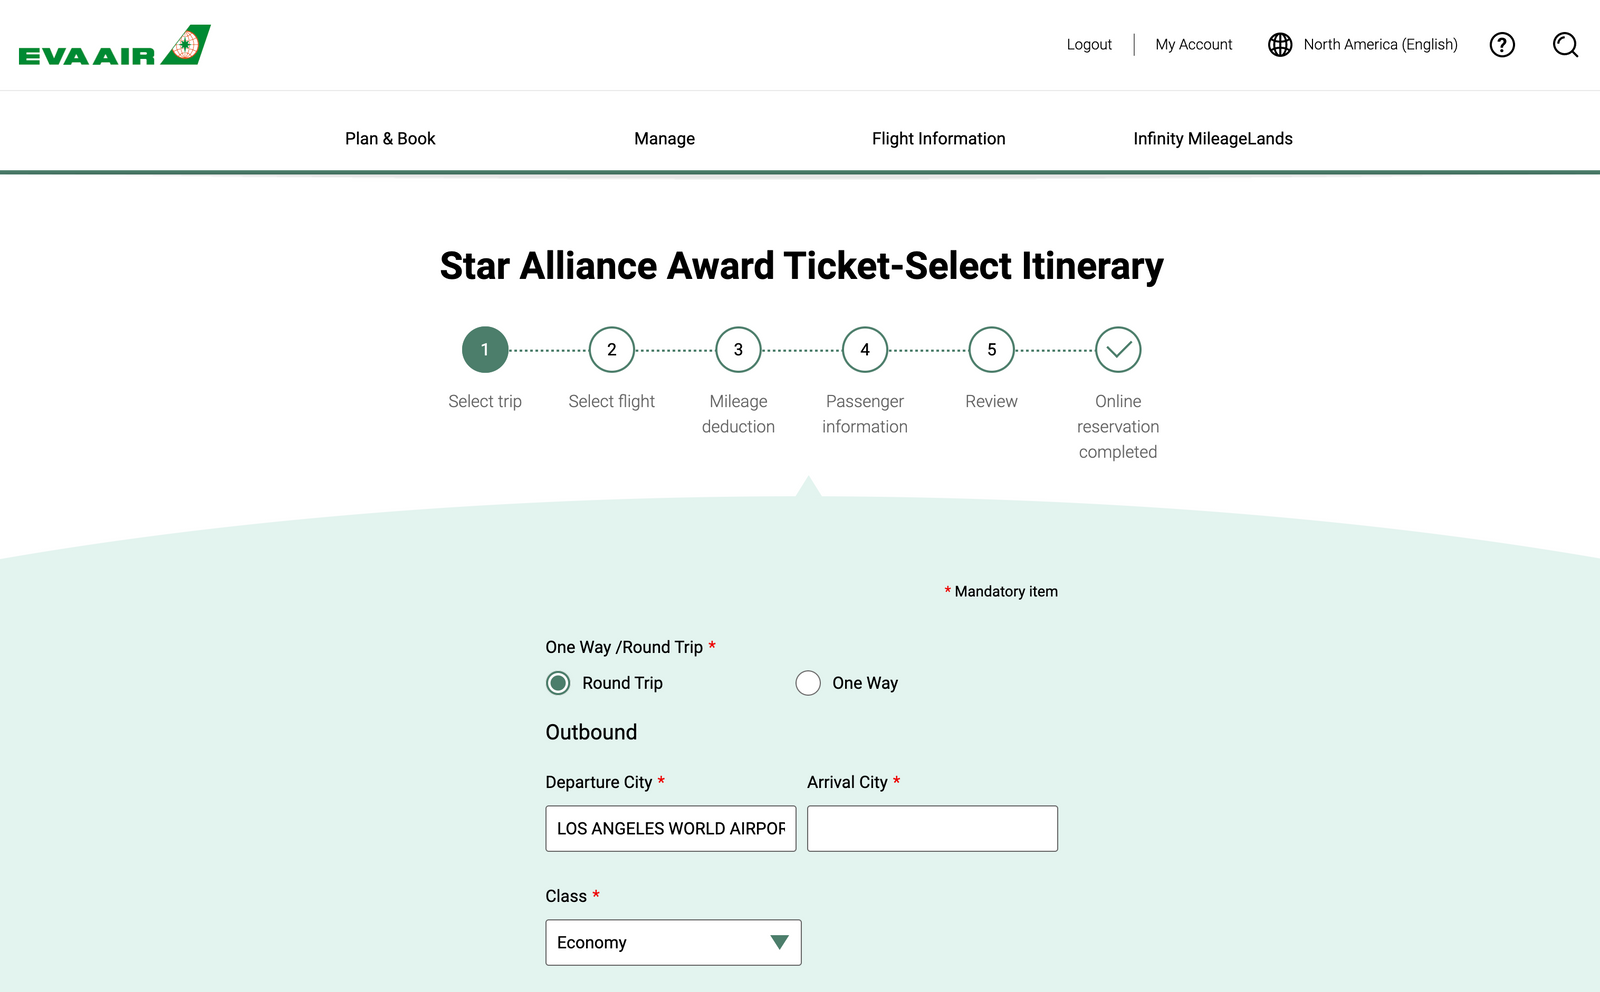 EVA AIR
Logout
My Account
North America (English)
?
Plan & Book
Manage
Flight Information
Infinity MileageLands
Star Alliance Award Ticket-Select Itinerary
1
2
3
4
5
Select trip
Select flight
Mileage
deduction
Passenger
information
Review
Online
reservation
completed
* Mandatory item
One Way /Round Trip *
Round Trip
One Way
Outbound
Departure City *
Arrival City *
LOS ANGELES WORLD AIRPOR
Class *
Economy